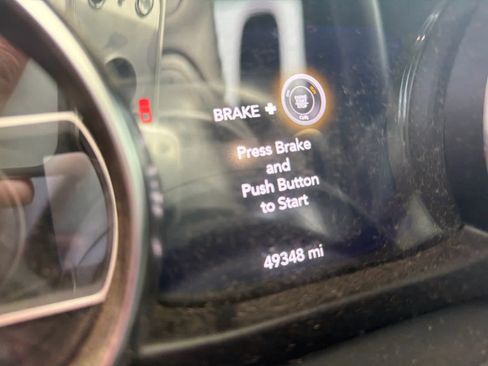 BRAKE +
Press Brake
and
Push Button
to Start
49348 mi